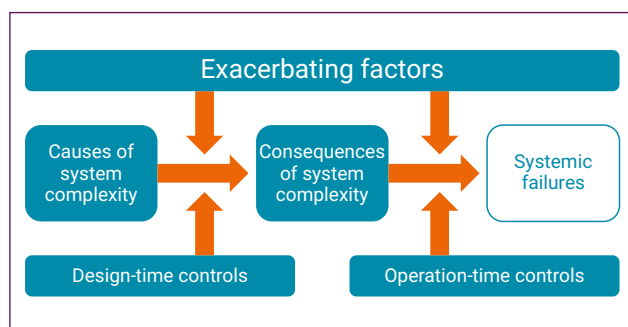 Exacerbating factors
Causes of
system
complexity
Consequences
of system
complexity
Systemic
failures
Design-time controls
Operation-time controls